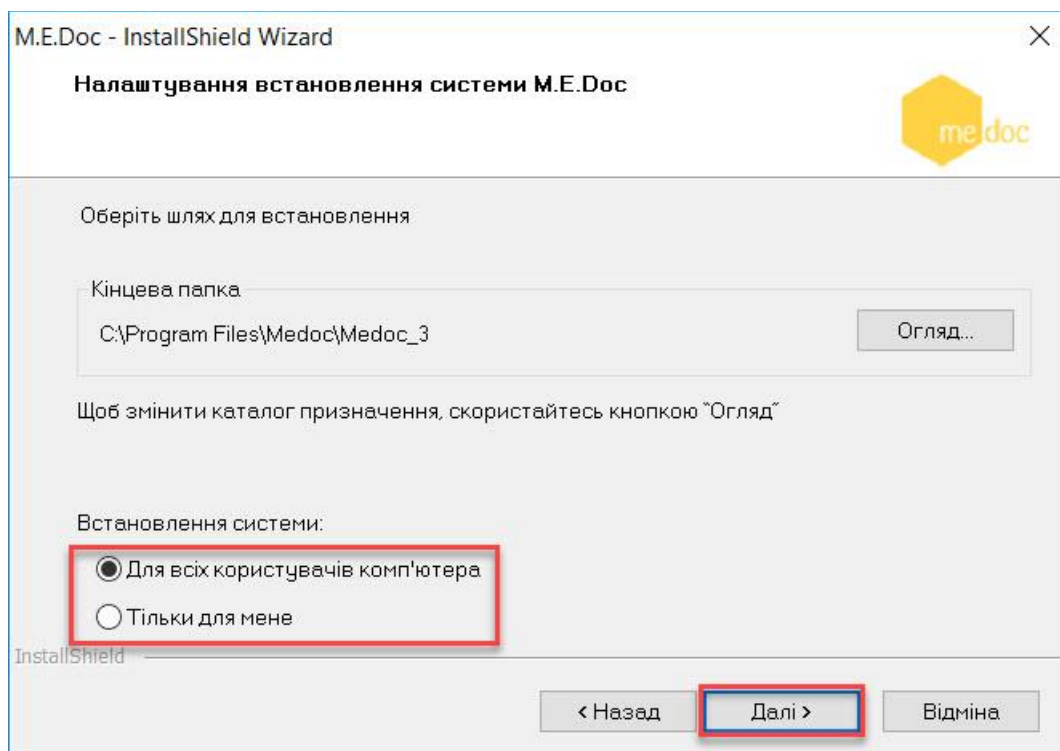 M.E.Doc - InstallShield Wizard
Налаштування встановлення системи M.E.Doc
me doc
Оберіть шлях для встановлення
Кінцева папка
C:\Program Files\Medoc\Medoc_3
Огляд...
Щоб змінити каталог призначення, скористайтесь кнопкою "Огляд"
Встановлення системи:
Для всіх користувачів комп'ютера
Тільки для мене
InstallShield
< Назад
Далі >
Відміна